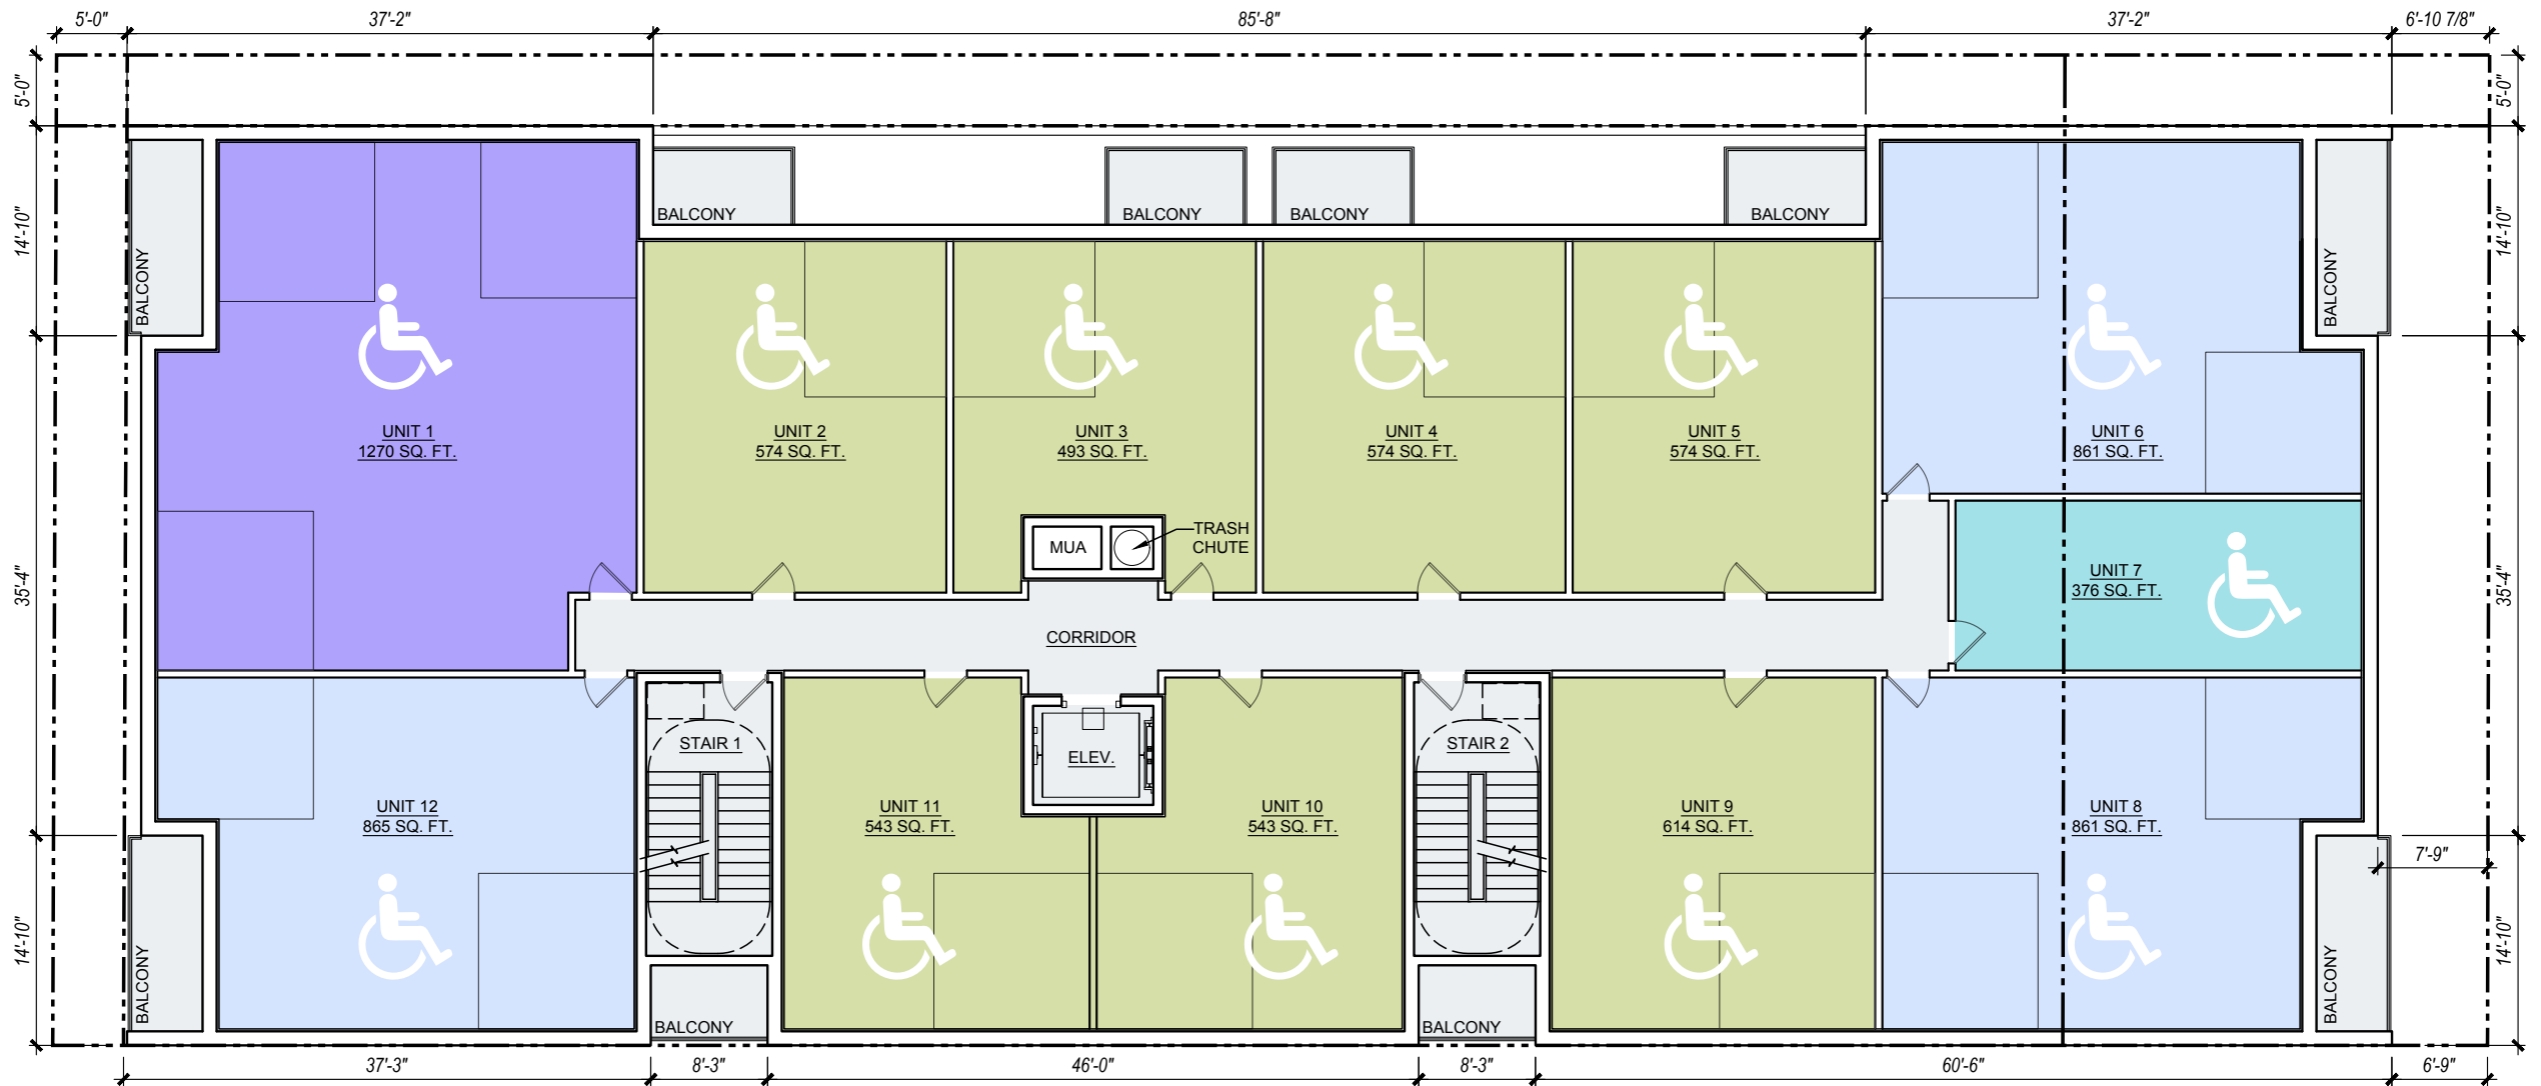 5'-0"
37'-2"
85'-8"
37'-2"
6'-10 7/8"
5'-0"
5'-0"
14'-10"
14'-10"
BALCONY
BALCONY
BALCONY
BALCONY
BALCONY
BALCONY
UNIT 1
1270 SQ. FT.
UNIT 2
574 SQ. FT.
UNIT 3
493 SQ. FT.
UNIT 4
574 SQ. FT.
UNIT 5
574 SQ. FT.
UNIT 6
861 SQ. FT.
MUA
TRASH
CHUTE
UNIT 7
376 SQ. FT.
35'-4"
35'-4"
CORRIDOR
STAIR 1
ELEV.
STAIR 2
UNIT 12
865 SQ. FT.
UNIT 11
543 SQ. FT.
UNIT 10
543 SQ. FT.
UNIT 9
614 SQ. FT.
UNIT 8
861 SQ. FT.
7'-9"
14'-10"
14'-10"
BALCONY
BALCONY
BALCONY
BALCONY
37'-3"
8'-3"
46'-0"
8'-3"
60'-6"
6'-9"